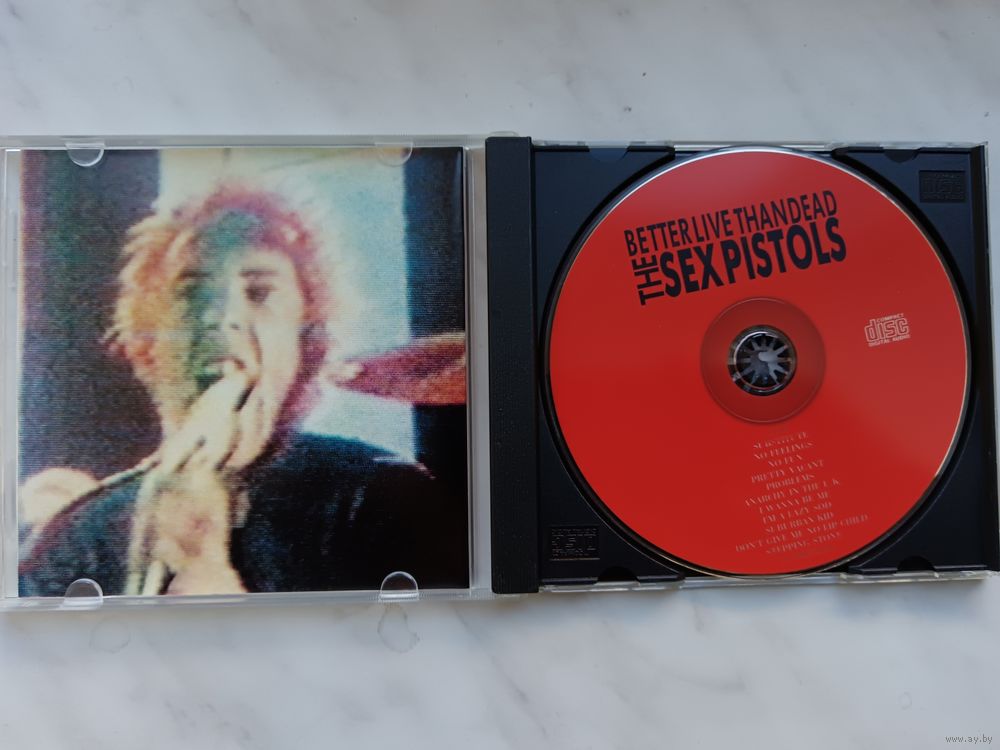 BETTER LIVE THAN DEAD
THE SEX PISTOLS
COMPACT
disc
DIGITAL AUDIO
SUBSTITUTE
NO FEELINGS
NO FUN
PRETTY VACANT
PROBLEMS
ANARCHY IN THE U.K.
I WANNA BE ME
I'M A LAZY SOD
SUBURBAN KID
DON'T GIVE ME NO LIP CHILD
STEPPING STONE
www.ay.by